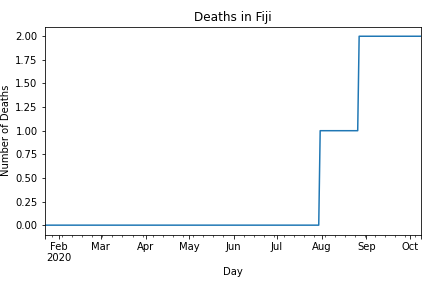 Deaths in Fiji
Number of Deaths
2.00
1.75
1.50
1.25
1.00
0.75
0.50
0.25
0.00
Feb Mar Apr May Jun Jul Aug Sep Oct
2020
Day